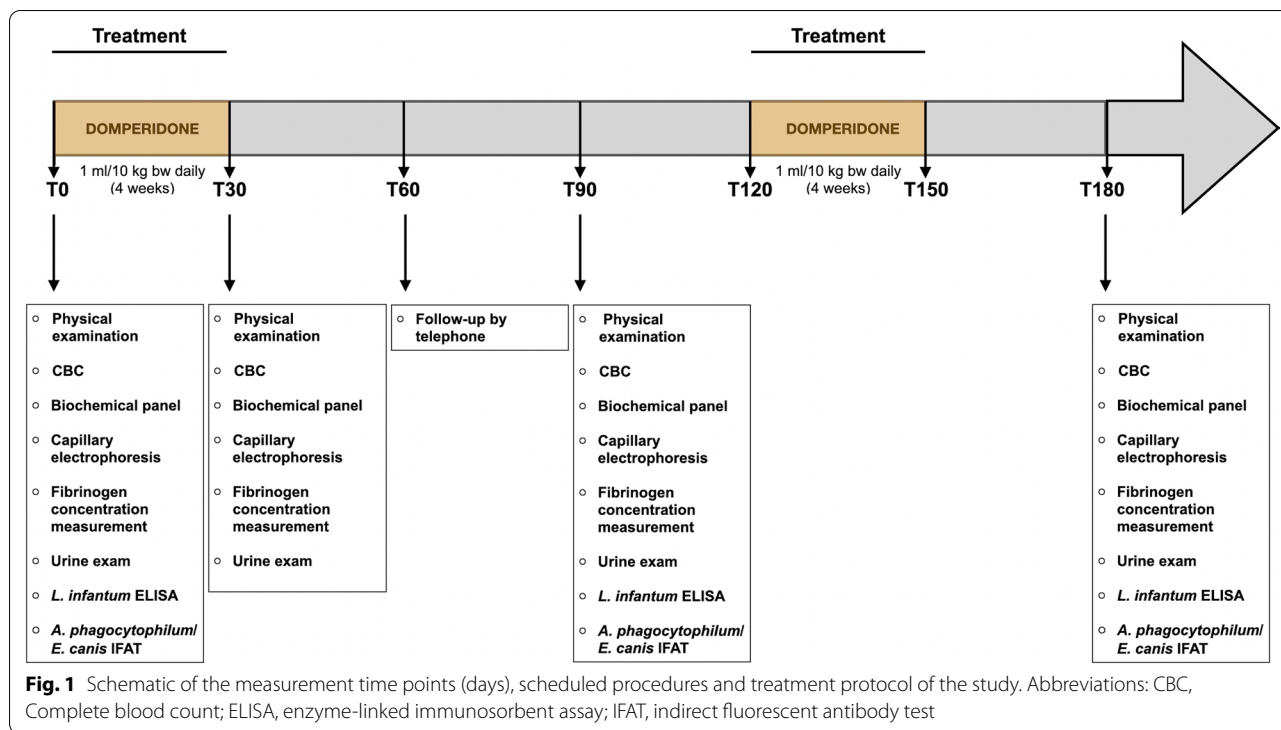 Treatment
Treatment
DOMPERIDONE
DOMPERIDONE
1 ml/10 kg bw daily
(4 weeks)
1 ml/10 kg bw daily
(4 weeks)
T0
T30
T60
T90
T120
T150
T180
Physical
examination
CBC
Biochemical panel
Capillary
electrophoresis
Fibrinogen
concentration
measurement
Urine exam
L. infantum ELISA
A. phagocytophilum/
E. canis IFAT
Physical
examination
CBC
Biochemical panel
Capillary
electrophoresis
Fibrinogen
concentration
measurement
Urine exam
Follow-up by
telephone
Physical
examination
CBC
Biochemical panel
Capillary
electrophoresis
Fibrinogen
concentration
measurement
Urine exam
L. infantum ELISA
A. phagocytophilum/
E. canis IFAT
Physical
examination
CBC
Biochemical panel
Capillary
electrophoresis
Fibrinogen
concentration
measurement
Urine exam
L. infantum ELISA
A. phagocytophilum/
E. canis IFAT
Fig. 1 Schematic of the measurement time points (days), scheduled procedures and treatment protocol of the study. Abbreviations: CBC,
Complete blood count; ELISA, enzyme-linked immunosorbent assay; IFAT, indirect fluorescent antibody test